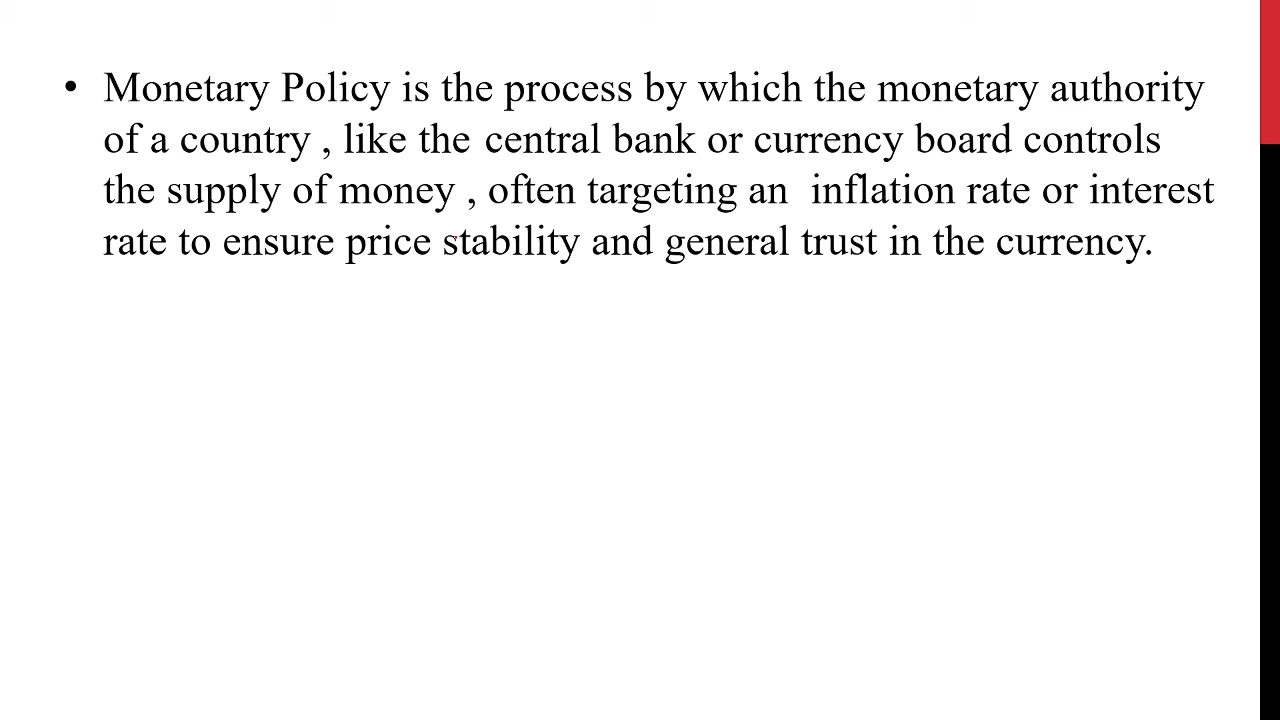 • Monetary Policy is the process by which the monetary authority
of a country , like the central bank or currency board controls
the supply of money , often targeting an  inflation rate or interest
rate to ensure price stability and general trust in the currency.